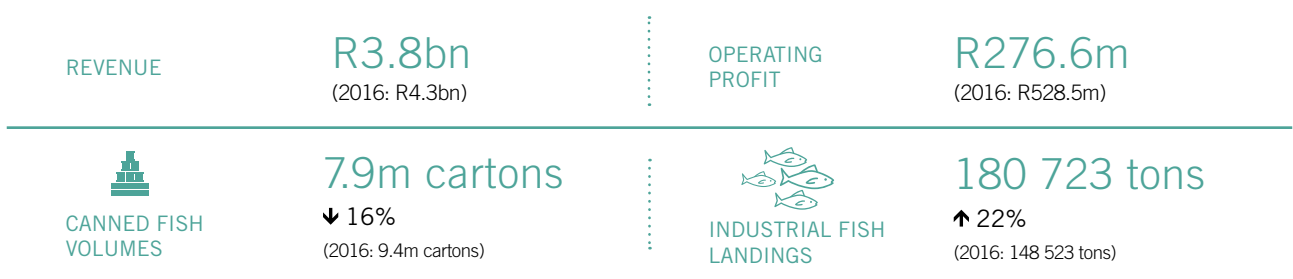 REVENUE
R3.8bn
(2016: R4.3bn)
OPERATING
PROFIT
R276.6m
(2016: R528.5m)
CANNED FISH
VOLUMES
7.9m cartons
16%
(2016: 9.4m cartons)
INDUSTRIAL FISH
LANDINGS
180 723 tons
22%
(2016: 148 523 tons)